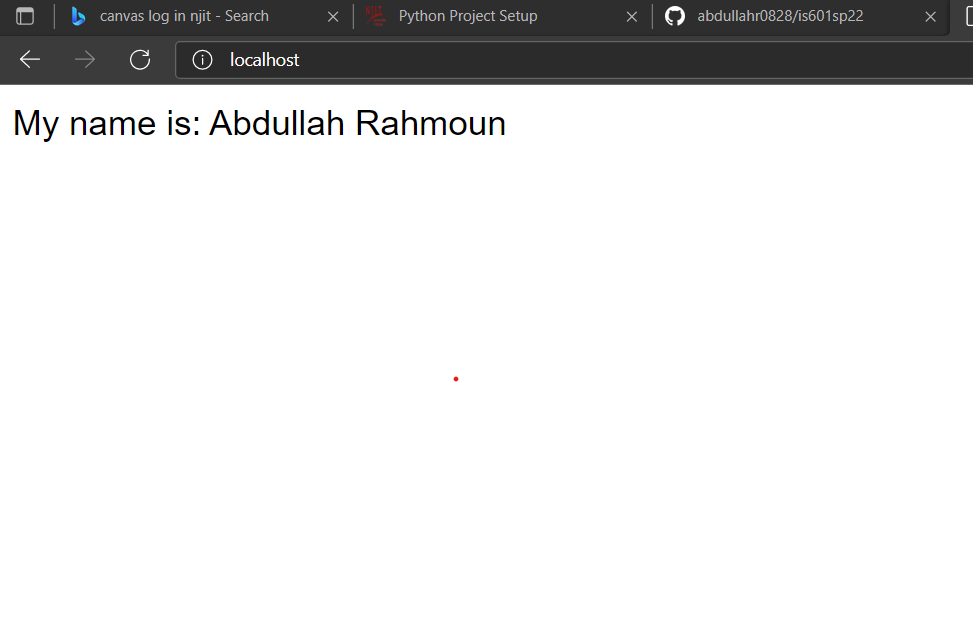 canvas log in njit - Search
Python Project Setup
abdullahr0828/is601sp22
localhost
My name is: Abdullah Rahmoun